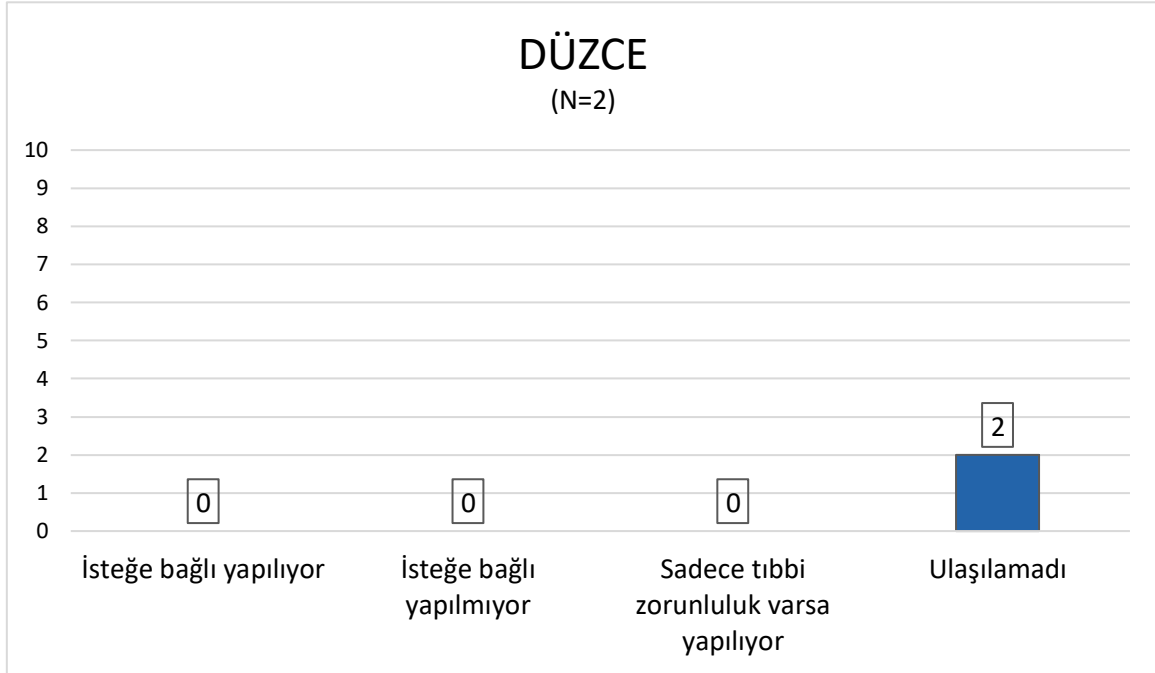 DÜZCE
(N=2)
10
9
8
7
6
5
4
3
2
1
0
0
0
0
2
İsteğe bağlı yapılıyor
İsteğe bağlı
yapılmıyor
Sadece tıbbi
zorunluluk varsa
yapılıyor
Ulaşılamadı